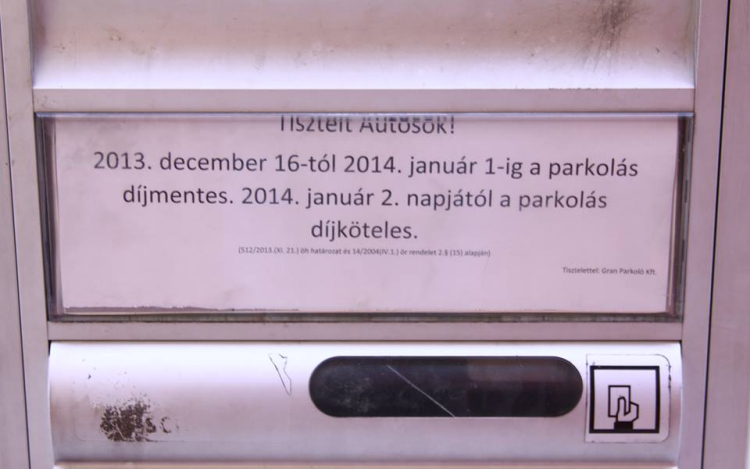 Tisztelt Autósok!
2013. december 16-tól 2014. január 1-ig a parkolás
díjmentes. 2014. január 2. napjától a parkolás
díjköteles.
(512/2013.(XI. 21.) öh határozat és 14/2004(IV.1.) ör rendelet 2.§ (15) alapján)
Tisztelettel: Gran Parkoló Kft.